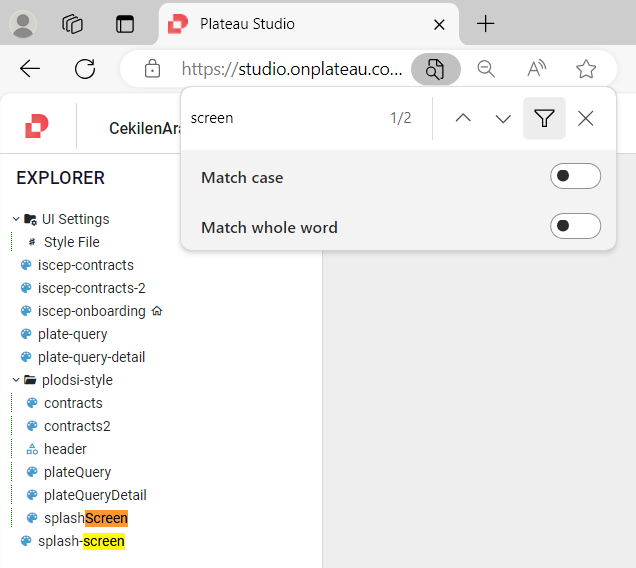 Plateau Studio
https://studio.onplateau.co...
CekilenAra
screen 1/2
Match case
Match whole word
EXPLORER
UI Settings
# Style File
iscep-contracts
iscep-contracts-2
iscep-onboarding
plate-query
plate-query-detail
plodsi-style
contracts
contracts2
header
plateQuery
plateQueryDetail
splashScreen
splash-screen